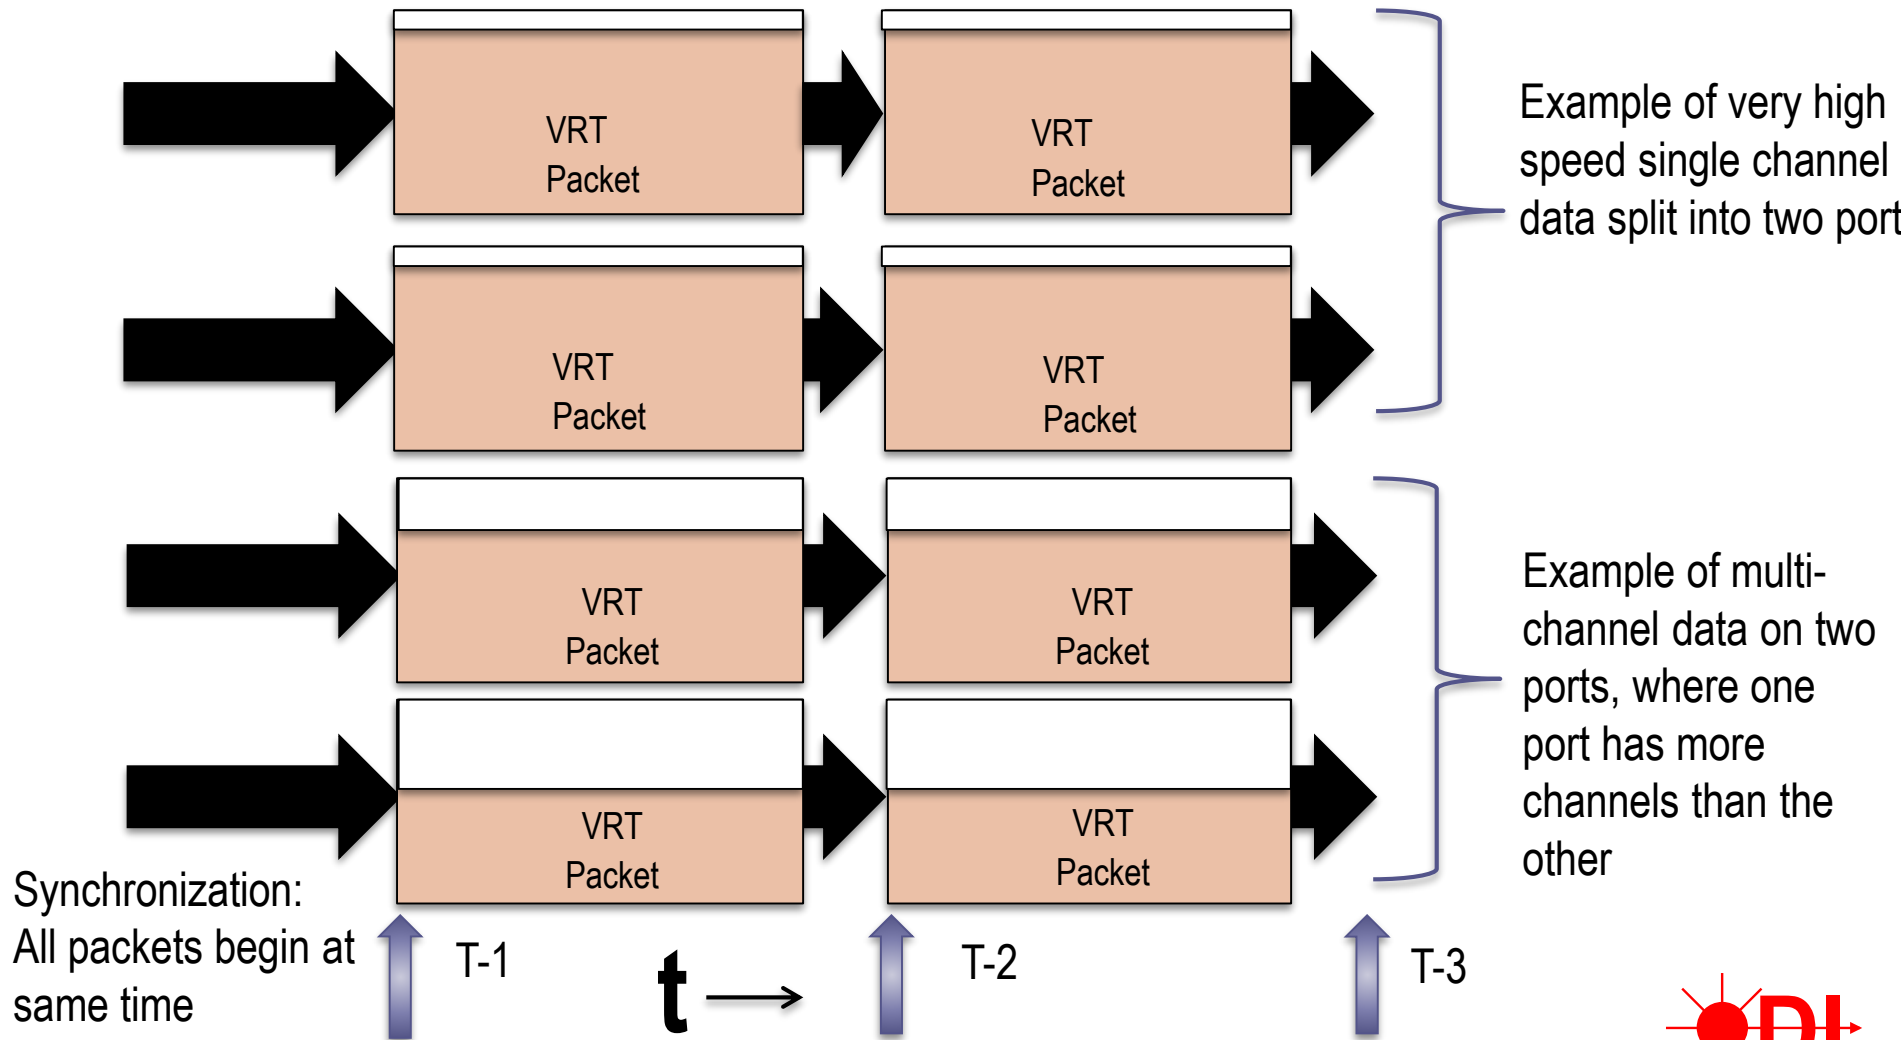 VRT
Packet
VRT
Packet
Example of very high
speed single channel
data split into two port
VRT
Packet
VRT
Packet
VRT
Packet
VRT
Packet
Example of multi-
channel data on two
ports, where one
port has more
channels than the
other
VRT
Packet
VRT
Packet
Synchronization:
All packets begin at
same time
T-1
t
T-2
T-3
ODI